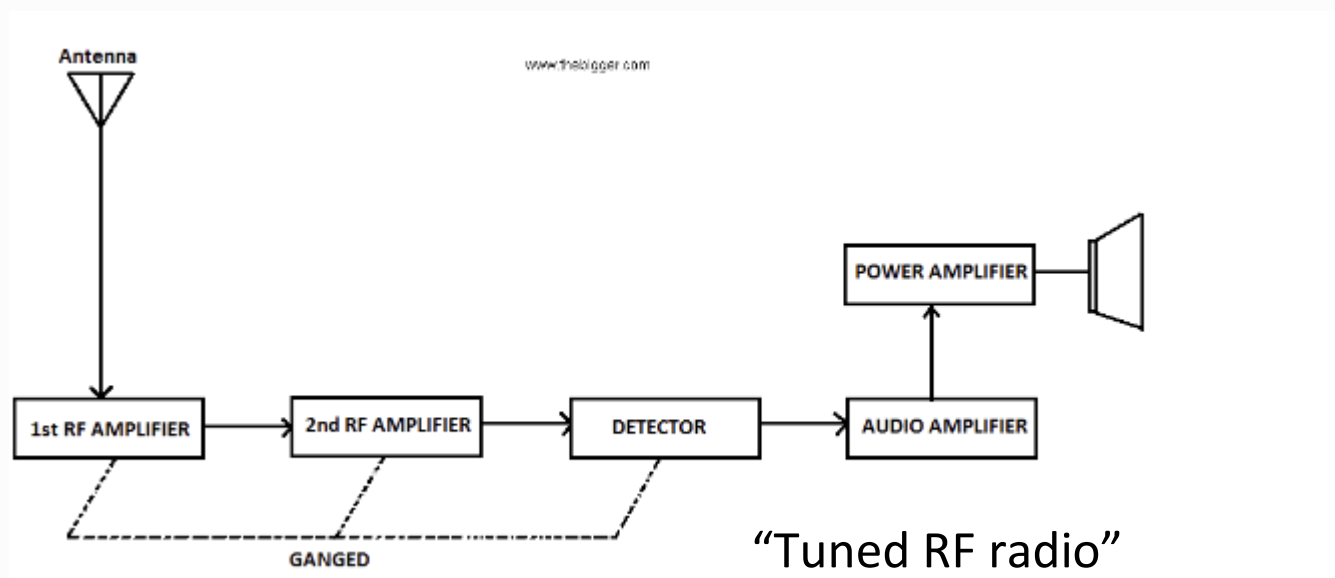 Antenna
www.thebigger.com
POWER AMPLIFIER
1st RF AMPLIFIER
2nd RF AMPLIFIER
DETECTOR
AUDIO AMPLIFIER
GANGED
“Tuned RF radio”